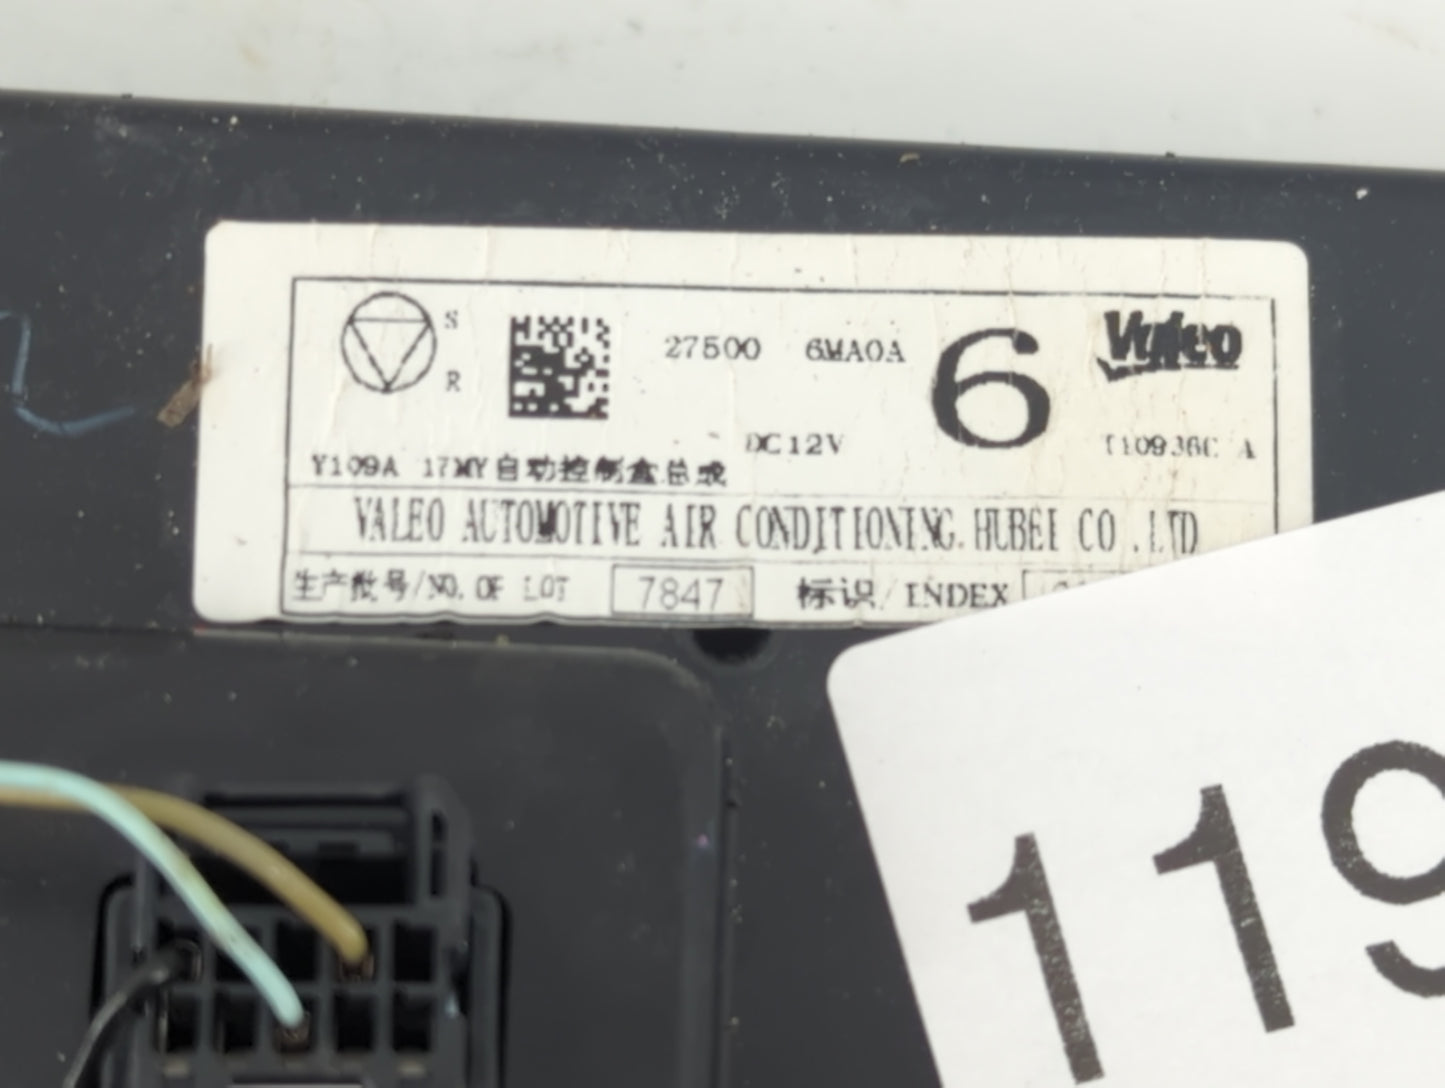 S
R
27500 6MA0A
6
Valeo
DC12V
T10936C A
Y109A 17MY自动控制盒总成
VALEO AUTOMOTIVE AIR CONDITIONING.HUBEI CO .LTD
生产批号/NO. OF LOT 7847 标识/INDEX
119